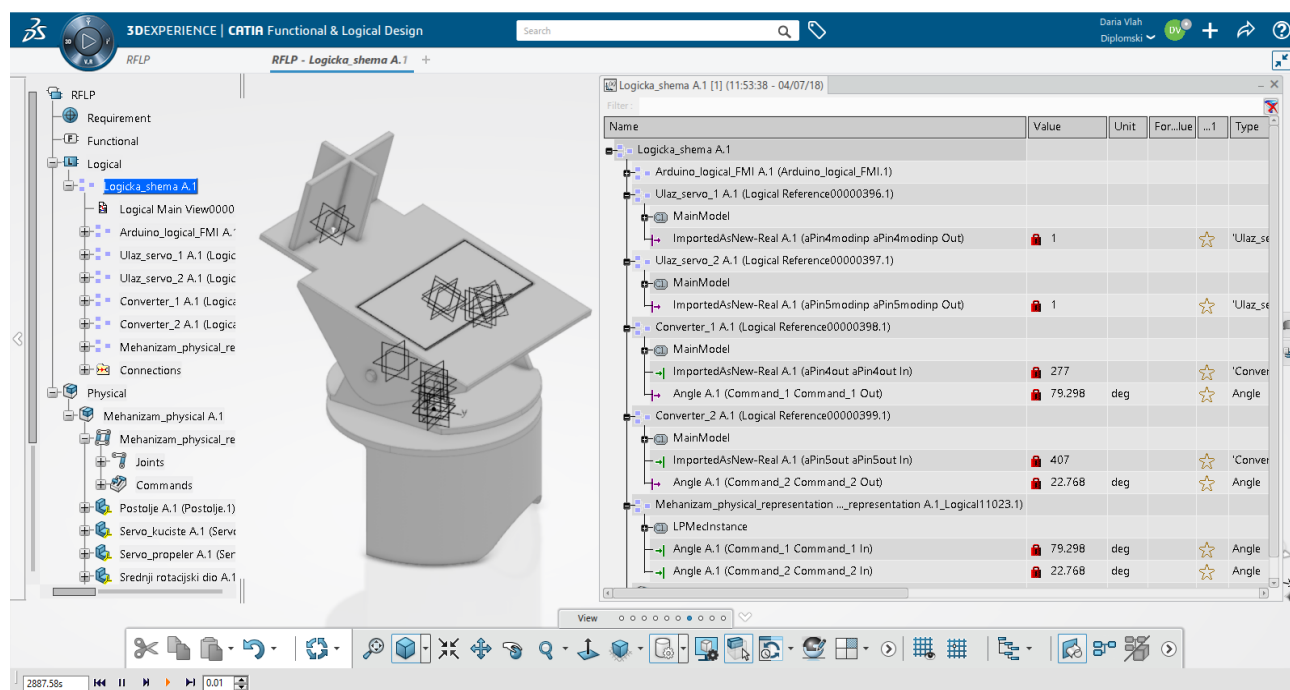 3DEXPERIENCE | CATIA Functional & Logical Design
Search
Daria Vlah
Diplomski
DV
3D
V.R
RFLP
RFLP - Logicka_shema A.1
RFLP
Requirement
Functional
Logical
Logicka_shema A.1
Logical Main View0000
Arduino_logical_FMI A.1
Ulaz_servo_1 A.1 (Logic
Ulaz_servo_2 A.1 (Logic
Converter_1 A.1 (Logica
Converter_2 A.1 (Logica
Mehanizam_physical_re
Connections
Physical
Mehanizam_physical A.1
Mehanizam_physical_re
Joints
Commands
Postolje A.1 (Postolje.1)
Servo_kuciste A.1 (Servo
Servo_propeler A.1 (Ser
Srednji rotacijski dio A.1
y
Logicka_shema A.1 [1] (11:53:38 - 04/07/18)
Filter :
Name Value Unit For...lue ...1 Type
Logicka_shema A.1
Arduino_logical_FMI A.1 (Arduino_logical_FMI.1)
Ulaz_servo_1 A.1 (Logical Reference00000396.1)
MainModel
ImportedAsNew-Real A.1 (aPin4modinp aPin4modinp Out) 1 'Ulaz_se
Ulaz_servo_2 A.1 (Logical Reference00000397.1)
MainModel
ImportedAsNew-Real A.1 (aPin5modinp aPin5modinp Out) 1 'Ulaz_se
Converter_1 A.1 (Logical Reference00000398.1)
MainModel
ImportedAsNew-Real A.1 (aPin4out aPin4out In) 277 'Conver
Angle A.1 (Command_1 Command_1 Out) 79.298 deg Angle
Converter_2 A.1 (Logical Reference00000399.1)
MainModel
ImportedAsNew-Real A.1 (aPin5out aPin5out In) 407 'Conver
Angle A.1 (Command_2 Command_2 Out) 22.768 deg Angle
Mehanizam_physical_representation ..._representation A.1_Logical11023.1)
LPMecInstance
Angle A.1 (Command_1 Command_1 In) 79.298 deg Angle
Angle A.1 (Command_2 Command_2 In) 22.768 deg Angle
View
2887.58s
0.01